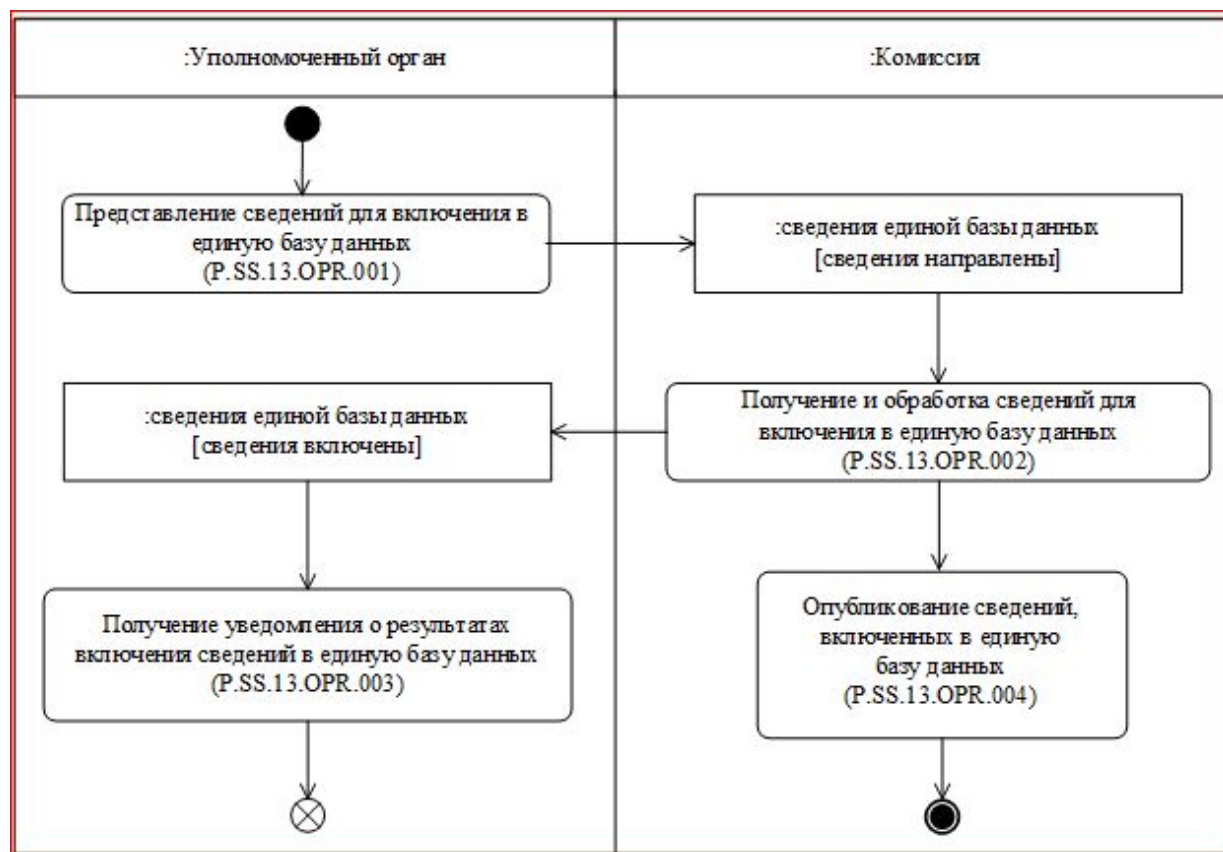 :Уполномоченный орган
:Комиссия
Представление сведений для включения в
единую базу данных
(P.SS.13.OPR.001)
:сведения единой базы данных
[сведения направлены]
:сведения единой базы данных
[сведения включены]
Получение и обработка сведений для
включения в единую базу данных
(P.SS.13.OPR.002)
Получение уведомления о результатах
включения сведений в единую базу данных
(P.SS.13.OPR.003)
Опубликование сведений,
включенных в единую
базу данных
(P.SS.13.OPR.004)